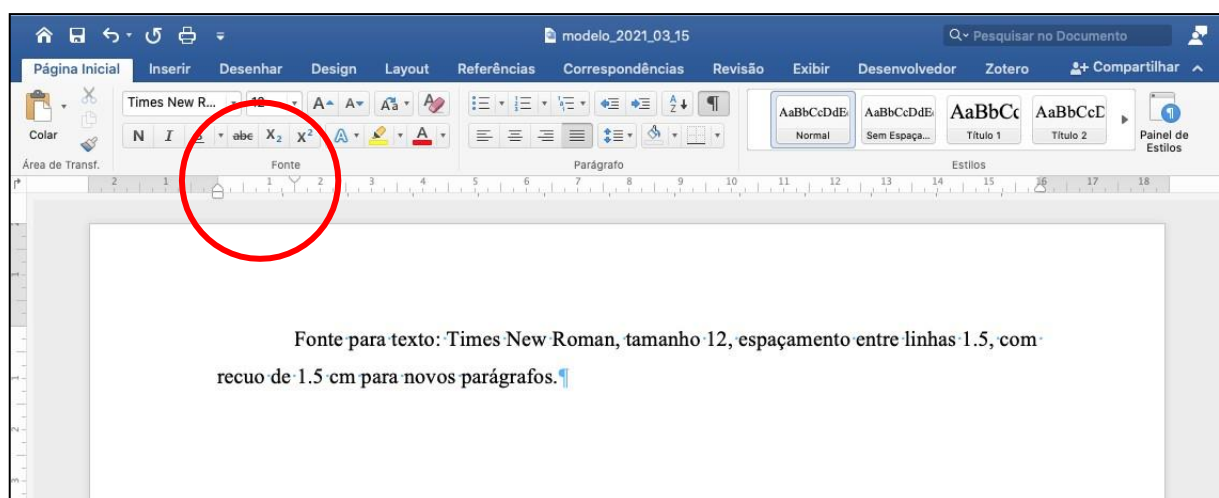 modelo_2021_03_15
Pesquisar no Documento
Página Inicial Inserir Desenhar Design Layout Referências Correspondências Revisão Exibir Desenvolvedor Zotero Compartilhar
Times New R... 12 A A Aa A
AaBbCcDdE AaBbCcDdE AaBbCc AaBbCcE
Colar N I S abc X₂ X² A A Normal Sem Espaça... Título 1 Título 2 Painel de
Estilos
Área de Transf. Fonte Parágrafo Estilos
2 1 1 2 3 4 5 6 7 8 9 10 11 12 13 14 15 16 17 18
Fonte para texto: Times New Roman, tamanho 12, espaçamento entre linhas 1.5, com
recuo de 1.5 cm para novos parágrafos.¶